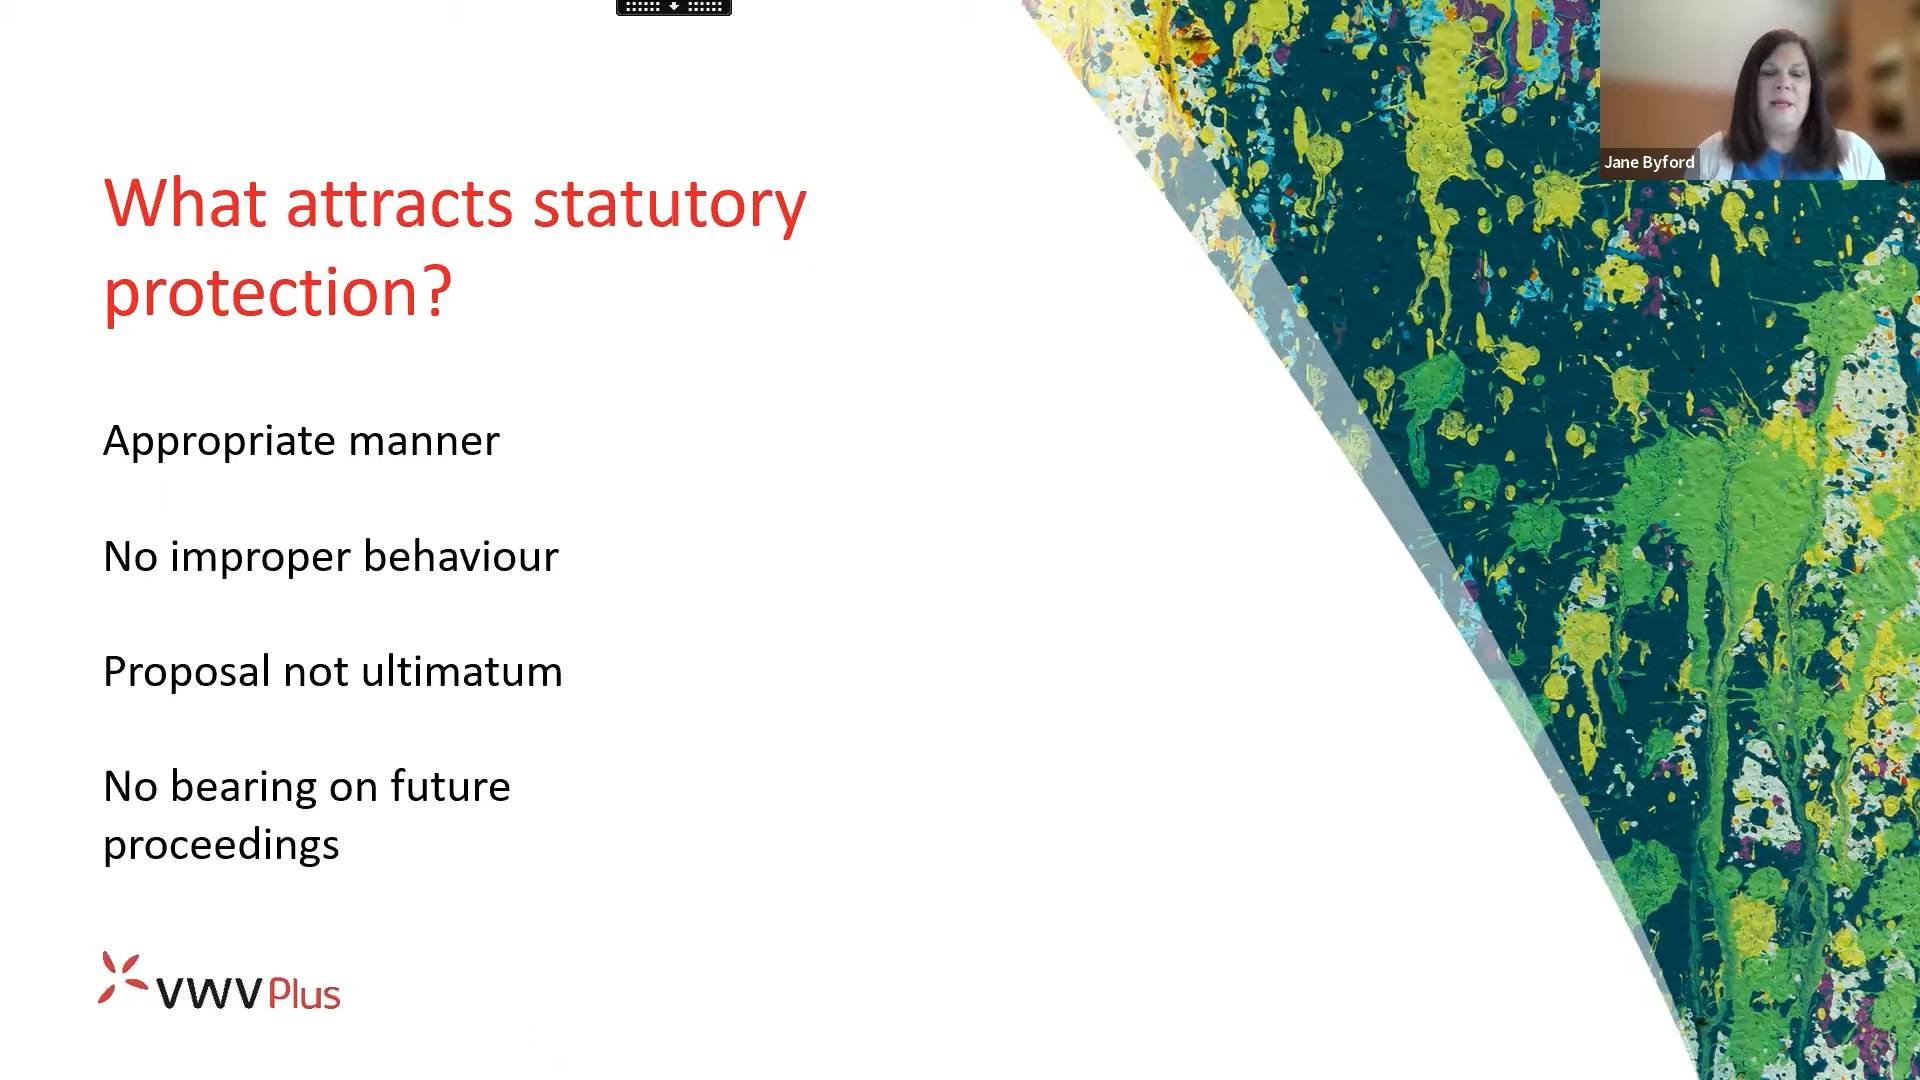 Jane Byford
What attracts statutory
protection?
Appropriate manner
No improper behaviour
Proposal not ultimatum
No bearing on future
proceedings
VWV Plus